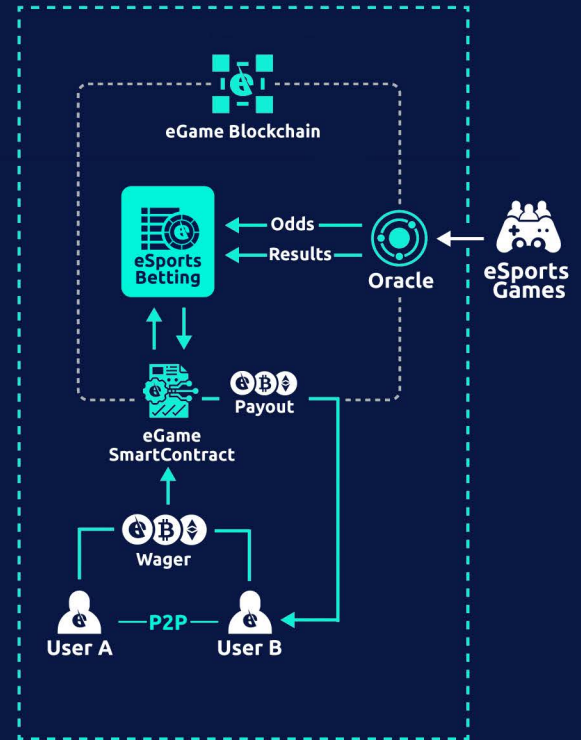 eGame Blockchain
Odds
Results
eSports
Betting
Oracle
eSports
Games
Payout
eGame
SmartContract
Wager
P2P
User A
User B